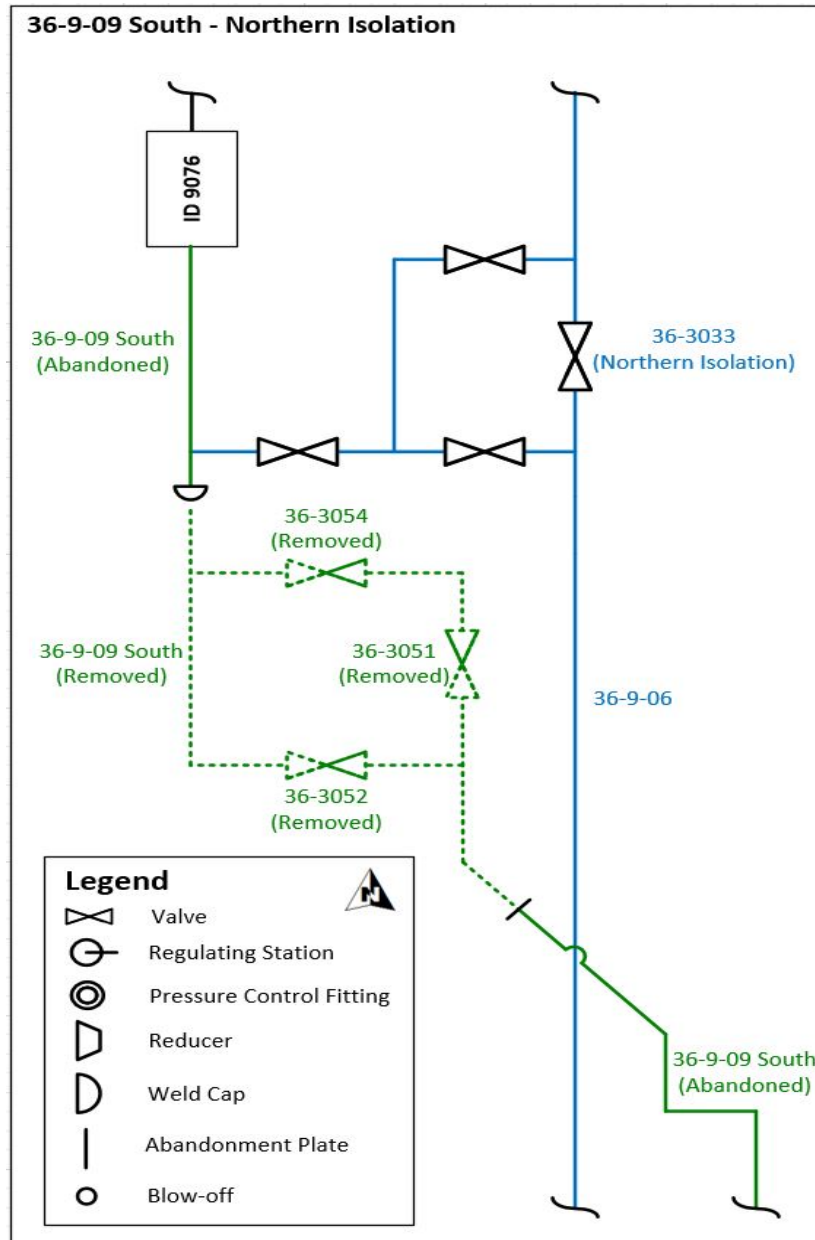 36-9-09 South - Northern Isolation
ID 9076
36-9-09 South
(Abandoned)
36-3033
(Northern Isolation)
36-3054
(Removed)
36-9-09 South
(Removed)
36-3051
(Removed)
36-9-06
36-3052
(Removed)
Legend
N
Valve
Regulating Station
Pressure Control Fitting
Reducer
Weld Cap
Abandonment Plate
Blow-off
36-9-09 South
(Abandoned)